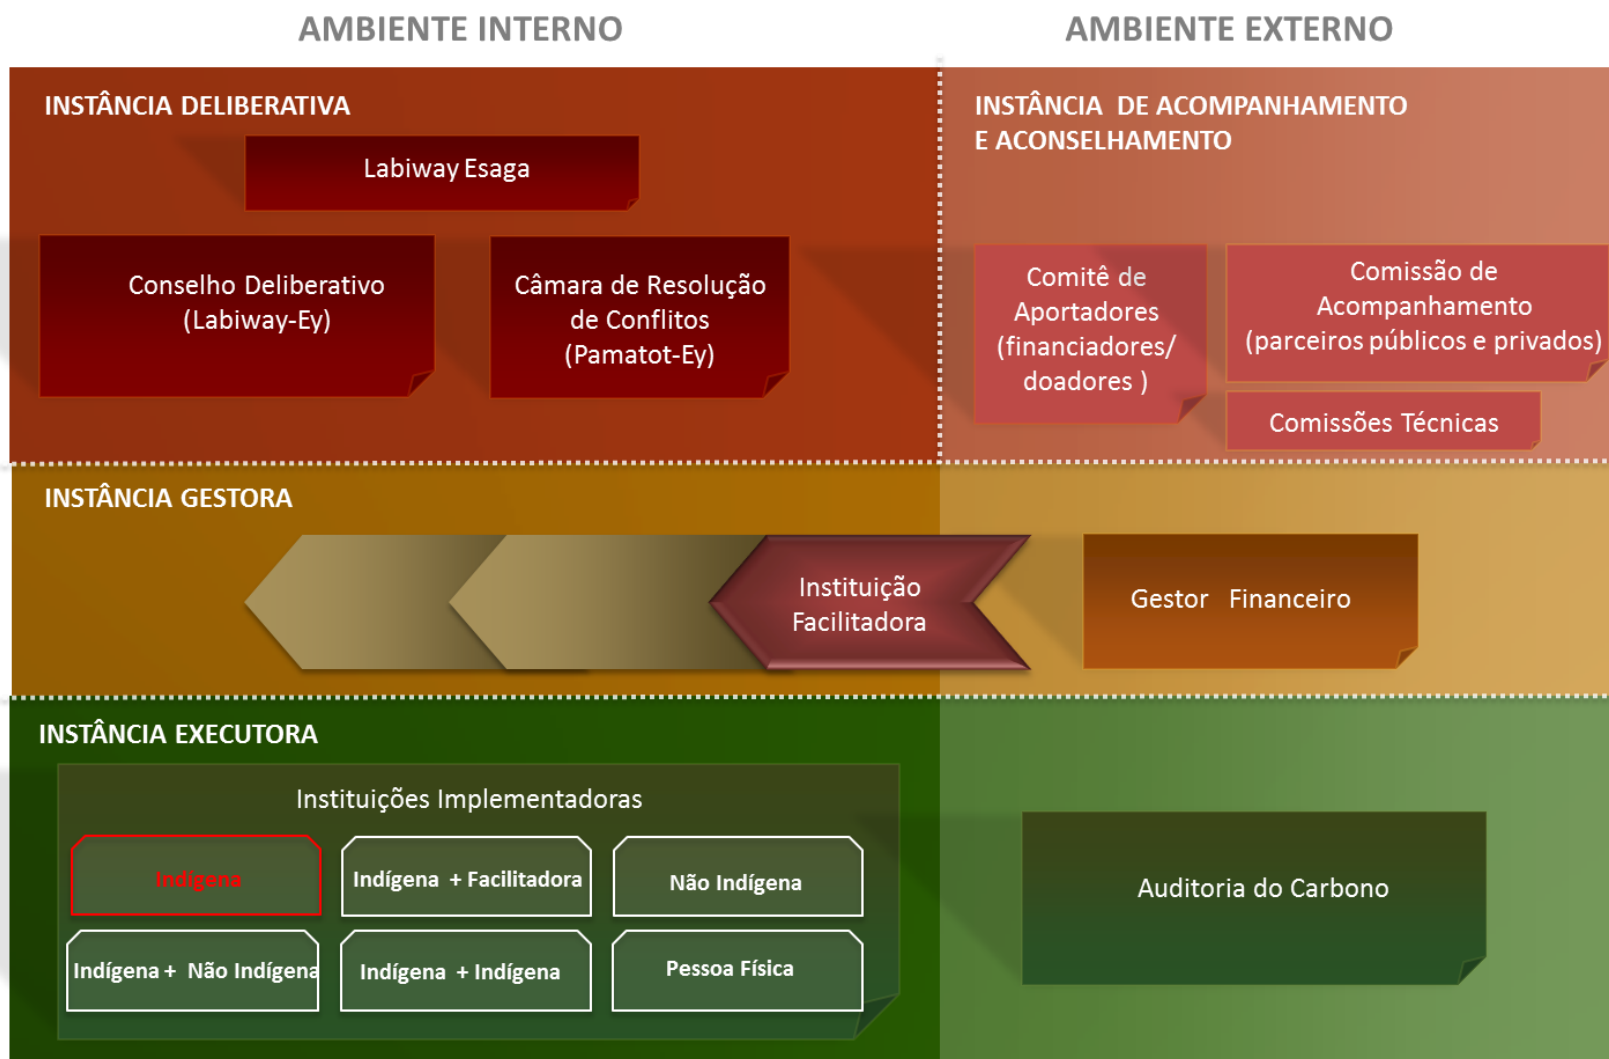 AMBIENTE INTERNO
AMBIENTE EXTERNO
INSTÂNCIA DELIBERATIVA
Labiway Esaga
Conselho Deliberativo
(Labiway-Ey)
Câmara de Resolução
de Conflitos
(Pamatot-Ey)
INSTÂNCIA DE ACOMPANHAMENTO
E ACONSELHAMENTO
Comitê de
Aportadores
(financiadores/
doadores )
Comissão de
Acompanhamento
(parceiros públicos e privados)
Comissões Técnicas
INSTÂNCIA GESTORA
Instituição
Facilitadora
Gestor Financeiro
INSTÂNCIA EXECUTORA
Instituições Implementadoras
Indígena
Indígena + Facilitadora
Não Indígena
Indígena + Não Indígena
Indígena + Indígena
Pessoa Física
Auditoria do Carbono